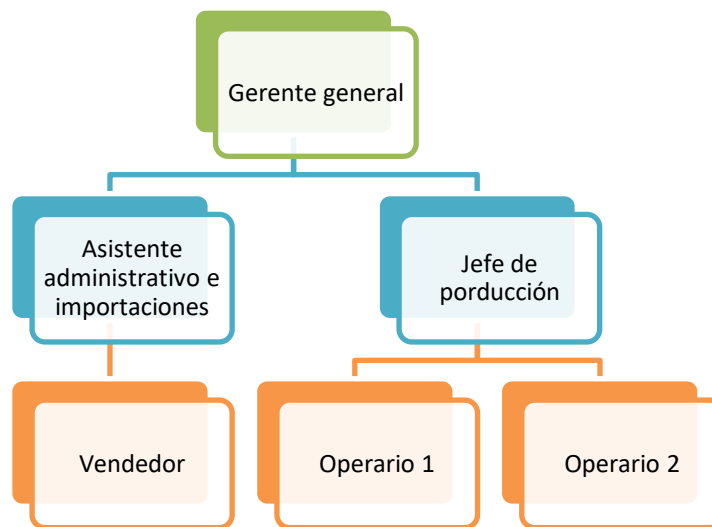 Gerente general
Asistente
administrativo e
importaciones
Jefe de
porducción
Vendedor
Operario 1
Operario 2